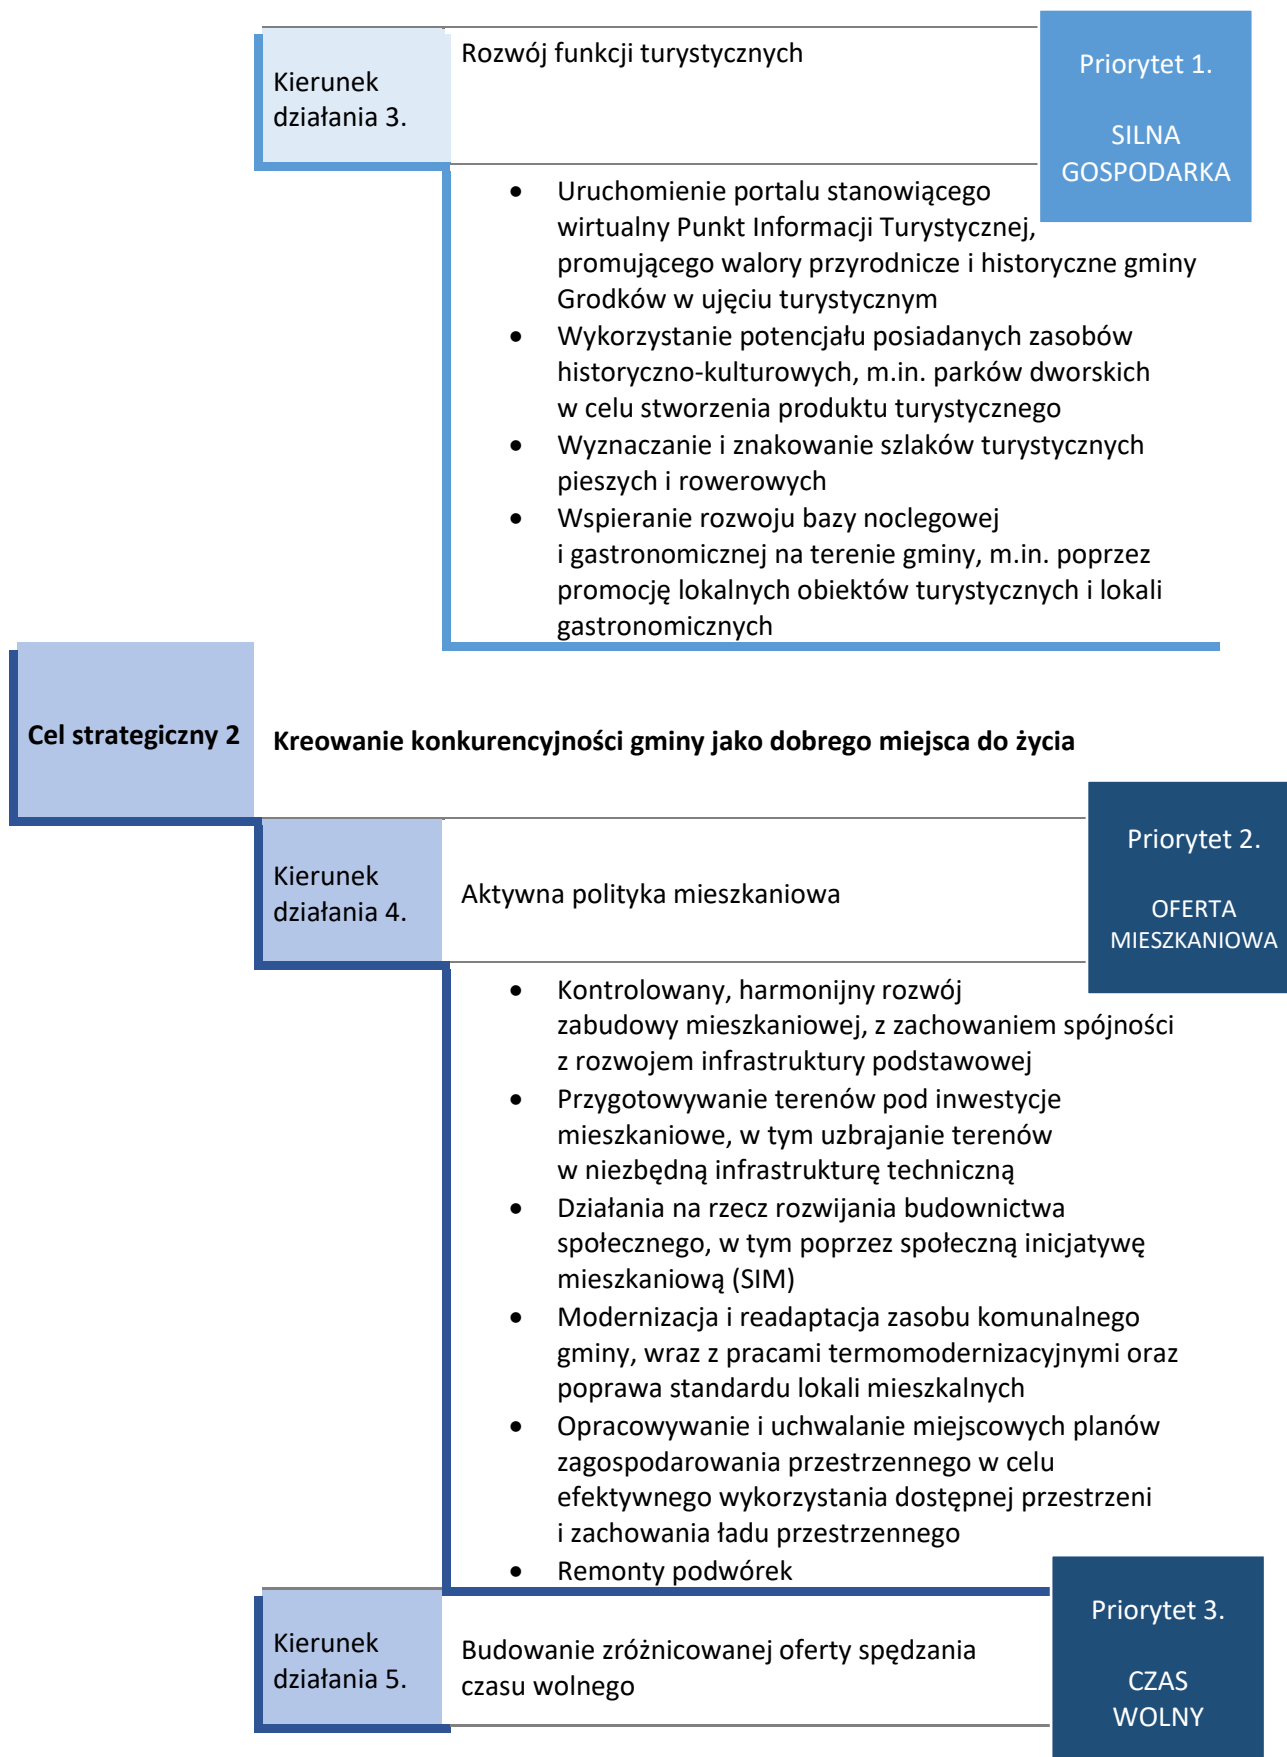 Kierunek
działania 3.
Rozwój funkcji turystycznych
Priorytet 1.
SILNA
GOSPODARKA
• Uruchomienie portalu stanowiącego
wirtualny Punkt Informacji Turystycznej,
promującego walory przyrodnicze i historyczne gminy
Grodków w ujęciu turystycznym
• Wykorzystanie potencjału posiadanych zasobów
historyczno-kulturowych, m.in. parków dworskich
w celu stworzenia produktu turystycznego
• Wyznaczanie i znakowanie szlaków turystycznych
pieszych i rowerowych
• Wspieranie rozwoju bazy noclegowej
i gastronomicznej na terenie gminy, m.in. poprzez
promocję lokalnych obiektów turystycznych i lokali
gastronomicznych
Cel strategiczny 2
Kreowanie konkurencyjności gminy jako dobrego miejsca do życia
Kierunek
działania 4.
Aktywna polityka mieszkaniowa
Priorytet 2.
OFERTA
MIESZKANIOWA
• Kontrolowany, harmonijny rozwój
zabudowy mieszkaniowej, z zachowaniem spójności
z rozwojem infrastruktury podstawowej
• Przygotowywanie terenów pod inwestycje
mieszkaniowe, w tym uzbrajanie terenów
w niezbędną infrastrukturę techniczną
• Działania na rzecz rozwijania budownictwa
społecznego, w tym poprzez społeczną inicjatywę
mieszkaniową (SIM)
• Modernizacja i readaptacja zasobu komunalnego
gminy, wraz z pracami termomodernizacyjnymi oraz
poprawa standardu lokali mieszkalnych
• Opracowywanie i uchwalanie miejscowych planów
zagospodarowania przestrzennego w celu
efektywnego wykorzystania dostępnej przestrzeni
i zachowania ładu przestrzennego
• Remonty podwórek
Kierunek
działania 5.
Budowanie zróżnicowanej oferty spędzania
czasu wolnego
Priorytet 3.
CZAS
WOLNY